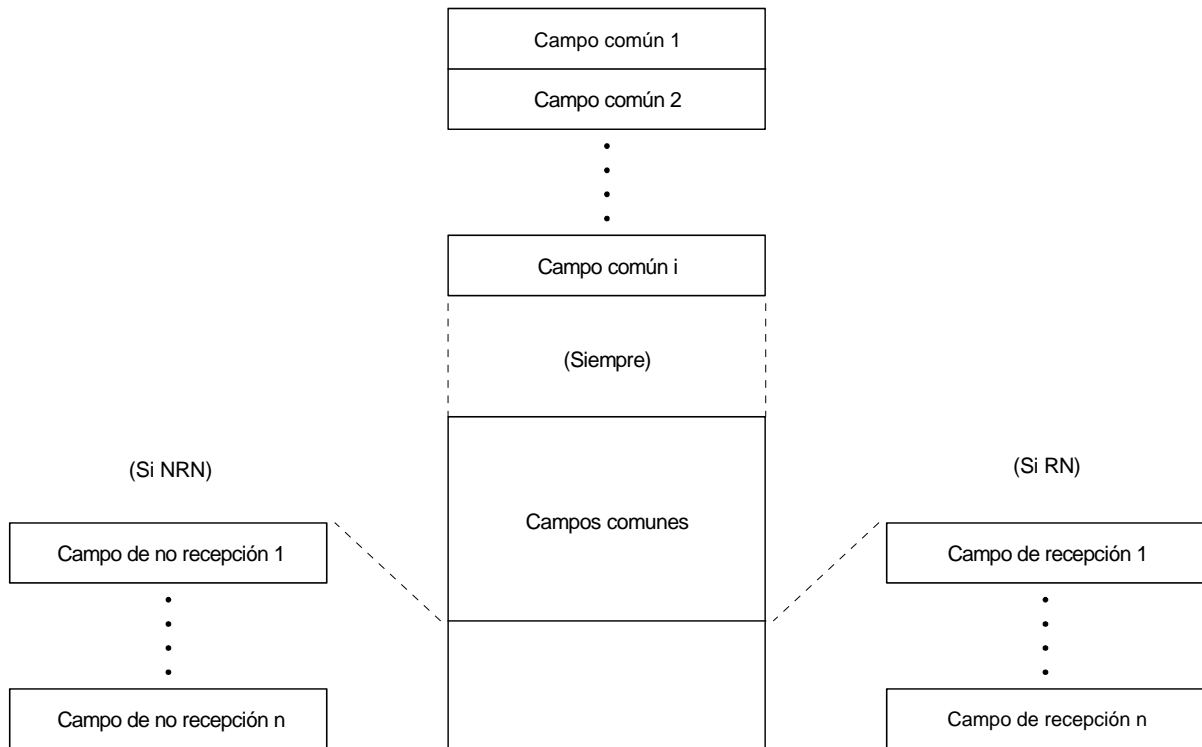 Campo común 1
Campo común 2
Campo común i
(Siempre)
(Si NRN)
(Si RN)
Campos comunes
Campo de no recepción 1
Campo de recepción 1
Campo de no recepción n
Campo de recepción n